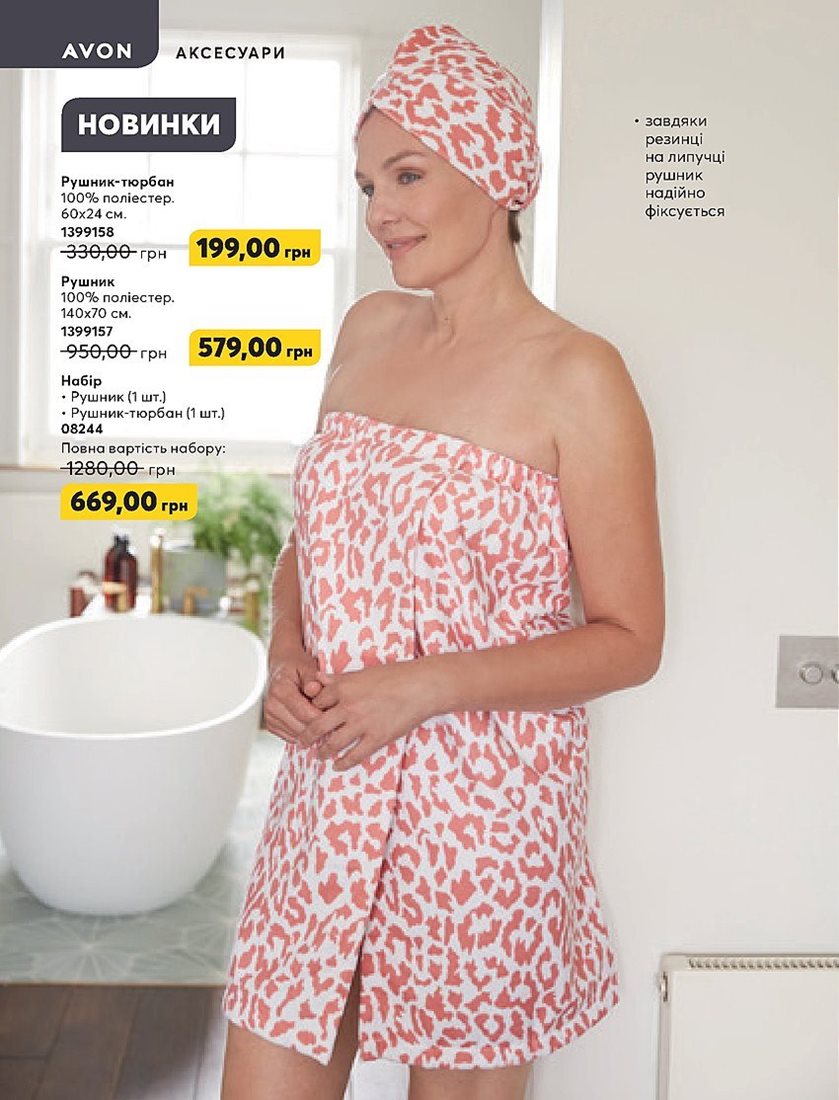 AVON
АКСЕСУАРИ
НОВИНКИ
Рушник-тюрбан
100% поліестер.
60х24 см.
1399158
330,00 грн
199,00 грн
Рушник
100% поліестер.
140х70 см.
1399157
950,00 грн
579,00 грн
Набір
• Рушник (1 шт.)
• Рушник-тюрбан (1 шт.)
08244
Повна вартість набору:
1280,00 грн
669,00 грн
• завдяки
резинці
на липучці
рушник
надійно
фіксується